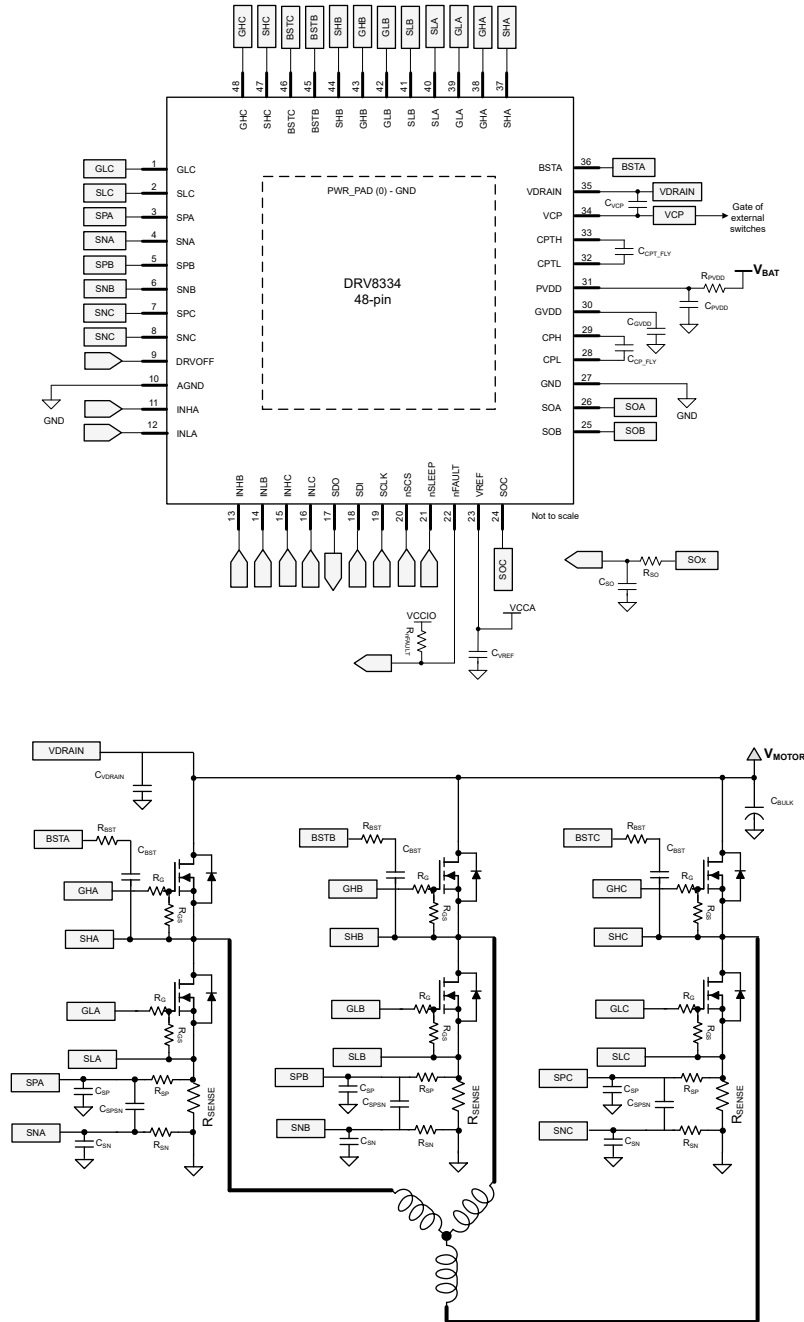 GHC SHC BSTC BSTB SHB GHB GLB SLB SLA GLA GHA SHA
48 47 46 45 44 43 42 41 40 39 38 37
GHC SHC BSTC BSTB SHB GHB GLB SLB SLA GLA GHA SHA
GLC 1 GLC
SLC 2 SLC
SPA 3 SPA
SNA 4 SNA
SPB 5 SPB
SNB 6 SNB
SNC 7 SPC
SNC 8 SNC
9 DRVOFF
10 AGND
GND
11 INHA
12 INLA
PWR_PAD (0) - GND
DRV8334
48-pin
BSTA 36 BSTA
VDRAIN 35 VDRAIN
CVCP
VCP 34 VCP
Gate of
external
switches
CPTH 33
CCPT_FLY
CPTL 32
PVDD 31
RPVDD
VBAT
CPVDD
GVDD 30
CGVDD
CPH 29
CPL 28
CCP_FLY
GND 27
GND
SOA 26 SOA
SOB 25 SOB
INHB INLB INHC INLC SDO SDI SCLK nSCS nSLEEP nFAULT VREF SOC
Not to scale
13 14 15 16 17 18 19 20 21 22 23 24
SOC
SOx
RSO
CSO
VCCIO
RnFAULT
VCCA
CVREF
VDRAIN
CVDRAIN
VMOTOR
CBULK
BSTA RBST CBST
BSTB RBST CBST
BSTC RBST CBST
GHA RG RGS
GHB RG RGS
GHC RG RGS
SHA
SHB
SHC
GLA RG RGS
GLB RG RGS
GLC RG RGS
SLA
SLB
SLC
SPA CSP RSP CSPSN RSENSE
SPB CSP RSP CSPSN RSENSE
SPC CSP RSP CSPSN RSENSE
SNA CSN RSN
SNB CSN RSN
SNC CSN RSN